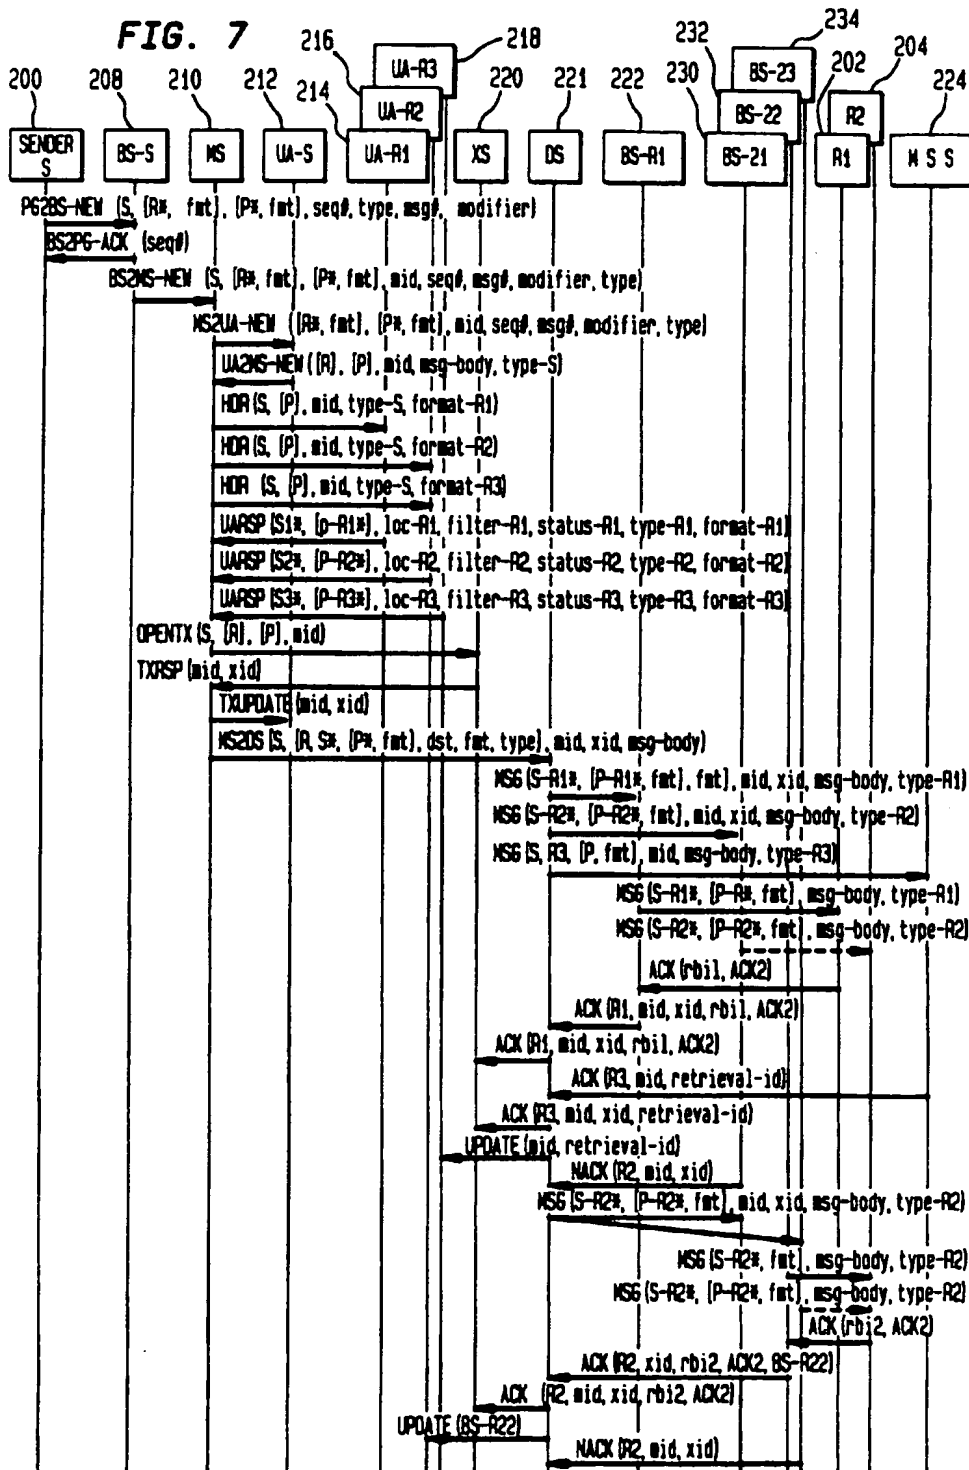 FIG. 7
200
208
210
212
214
216
218
220
221
222
230
232
234
202
204
224
SENDER S
BS-S
MS
UA-S
UA-R1
UA-R2
UA-R3
XS
DS
BS-R1
BS-21
BS-22
BS-23
R1
R2
M S S
PG2BS-NEW (S, [R*, fmt], [P*, fmt], seq#, type, msg#, modifier)
BS2PG-ACK (seq#)
BS2MS-NEW (S, [R*, fmt], [P*, fmt], mid, seq#, msg#, modifier, type)
MS2UA-NEW ([R*, fmt], [P*, fmt], mid, seq#, msg#, modifier, type)
UA2MS-NEW ([R], [P], mid, msg-body, type-S)
HDR (S, [P], mid, type-S, format-R1)
HDR (S, [P], mid, type-S, format-R2)
HDR (S, [P], mid, type-S, format-R3)
UARSP (S1*, [p-R1*], loc-R1, filter-R1, status-R1, type-R1, format-R1)
UARSP (S2*, [P-R2*], loc-R2, filter-R2, status-R2, type-R2, format-R2)
UARSP (S3*, [P-R3*], loc-R3, filter-R3, status-R3, type-R3, format-R3)
OPENTX (S, [R], [P], mid)
TXRSP (mid, xid)
TXUPDATE (mid, xid)
MS2DS (S, [R, S*, [P*, fmt], dst, fmt, type], mid, xid, msg-body)
MSG (S-R1*, [P-R1*, fmt], fmt], mid, xid, msg-body, type-R1)
MSG (S-R2*, [P-R2*, fmt], mid, xid, msg-body, type-R2)
MSG (S, R3, [P, fmt], mid, msg-body, type-R3)
MSG (S-R1*, [P-R*, fmt], msg-body, type-R1)
MSG (S-R2*, [P-R2*, fmt], msg-body, type-R2)
ACK (rbi1, ACK2)
ACK (R1, mid, xid, rbi1, ACK2)
ACK (R1, mid, xid, rbi1, ACK2)
ACK (R3, mid, retrieval-id)
ACK (R3, mid, xid, retrieval-id)
UPDATE (mid, retrieval-id)
NACK (R2, mid, xid)
MSG (S-R2*, [P-R2*, fmt], mid, xid, msg-body, type-R2)
MSG (S-R2*, fmt], msg-body, type-R2)
MSG (S-R2*, [P-R2*, fmt], msg-body, type-R2)
ACK (rbi2, ACK2)
ACK (R2, xid, rbi2, ACK2, BS-R22)
ACK (R2, mid, xid, rbi2, ACK2)
UPDATE (BS-R22)
NACK (R2, mid, xid)